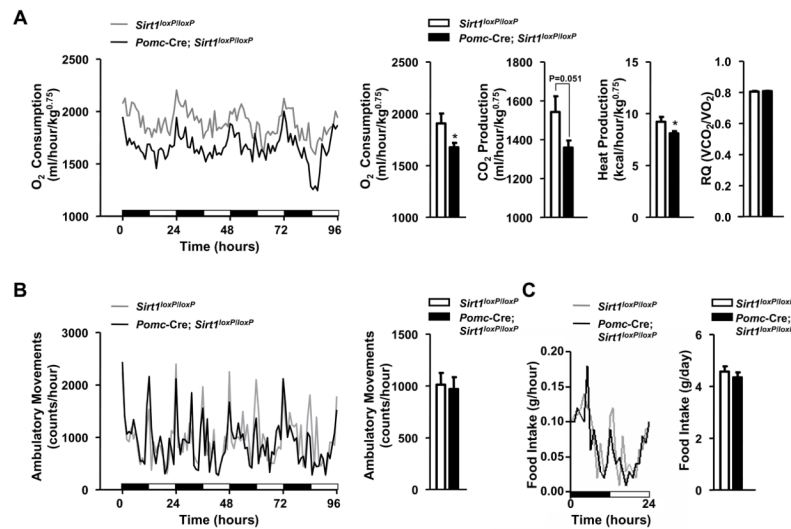 A
Sirt1loxP/loxP
Pomc-Cre; Sirt1loxP/loxP
O2 Consumption
(ml/hour/kg0.75)
2500
2000
1500
1000
0 24 48 72 96
Time (hours)
Sirt1loxP/loxP
Pomc-Cre; Sirt1loxP/loxP
O2 Consumption
(ml/hour/kg0.75)
2500
2000
1500
1000
*
CO2 Production
(ml/hour/kg0.75)
1800
1600
1400
1200
1000
P=0.051
Heat Production
(kcal/hour/kg0.75)
15
10
5
0
*
RQ (VCO2/VO2)
1.0
0.8
0.6
0.4
0.2
0.0
B
Sirt1loxP/loxP
Pomc-Cre; Sirt1loxP/loxP
Ambulatory Movements
(counts/hour)
3000
2000
1000
0
0 24 48 72 96
Time (hours)
Sirt1loxP/loxP
Pomc-Cre;
Sirt1loxP/loxP
Ambulatory Movements
(counts/hour)
1500
1000
500
0
C
Sirt1loxP/loxP
Pomc-Cre;
Sirt1loxP/loxP
Food Intake (g/hour)
0.20
0.15
0.10
0.05
0.00
0 24
Time (hours)
Sirt1loxP/loxP
Pomc-Cre;
Sirt1loxP/loxP
Food Intake (g/day)
6
4
2
0